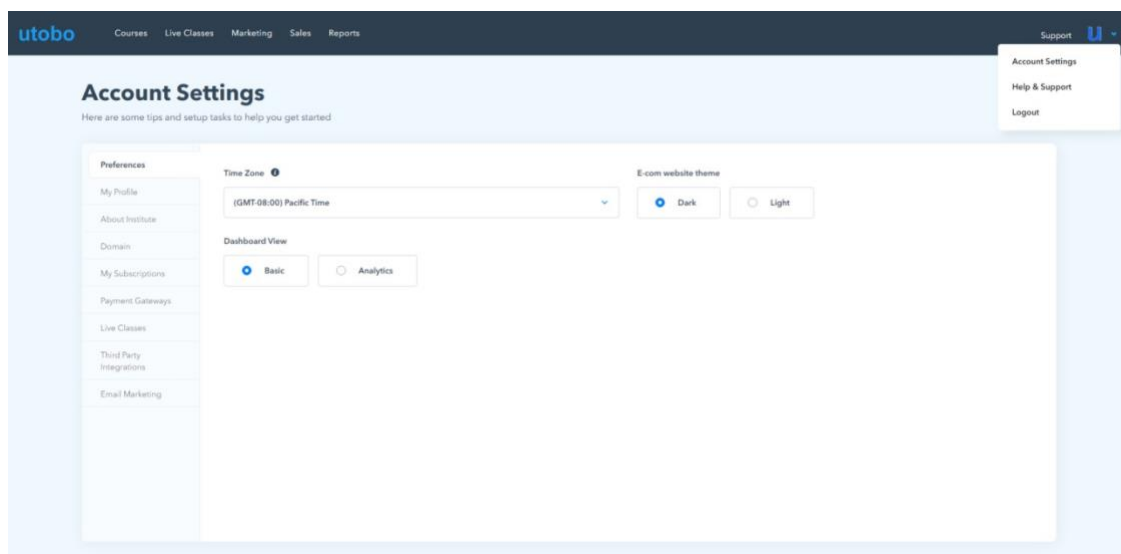 utobo Courses Live Classes Marketing Sales Reports Support U
Account Settings
Help & Support
Logout
Account Settings
Here are some tips and setup tasks to help you get started
Preferences
My Profile
About Institute
Domain
My Subscriptions
Payment Gateways
Live Classes
Third Party
Integrations
Email Marketing
Time Zone
(GMT-08:00) Pacific Time
E-com website theme
Dark Light
Dashboard View
Basic Analytics